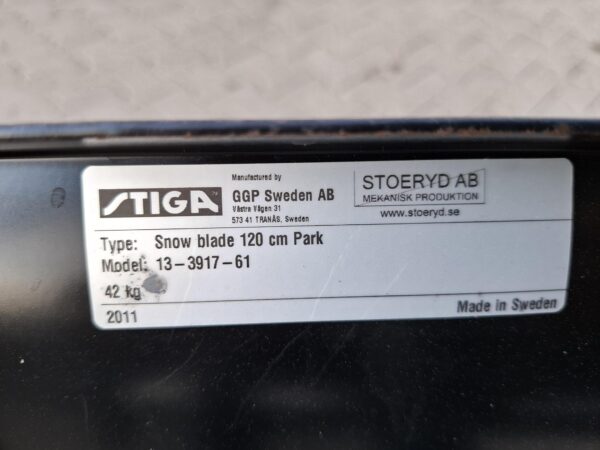 STIGA
Manufactured by
GGP Sweden AB
Västra Vägen 31
573 41 TRANÅS, Sweden
STOERYD AB
MEKANISK PRODUKTION
www.stoeryd.se
Type: Snow blade 120 cm Park
Model: 13-3917-61
42 kg
2011
Made in Sweden